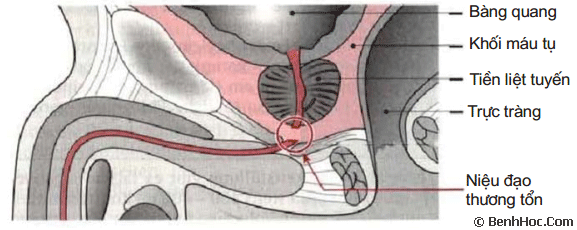 Bàng quang
Khối máu tụ
Tiền liệt tuyến
Trực tràng
Niệu đạo
thương tổn
© BenhHoc.Com